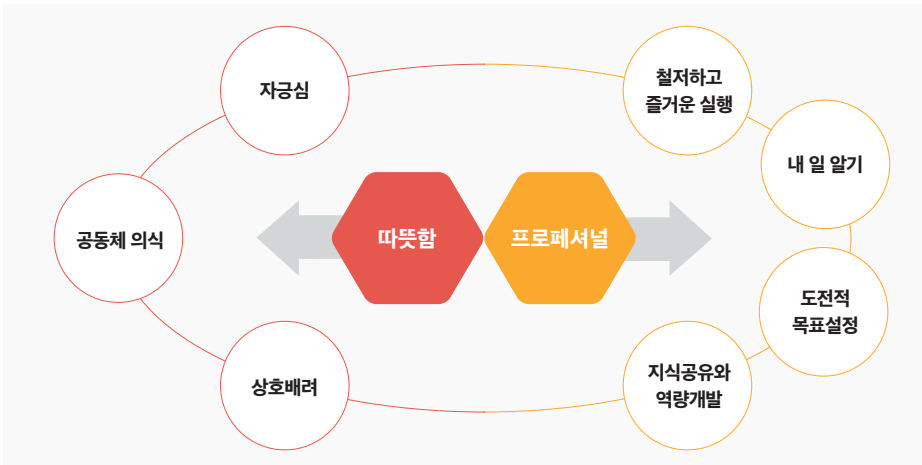 자긍심
철저하고
즐거운 실행
내 일 알기
공동체 의식
따뜻함
프로페셔널
도전적
목표설정
상호배려
지식공유와
역량개발